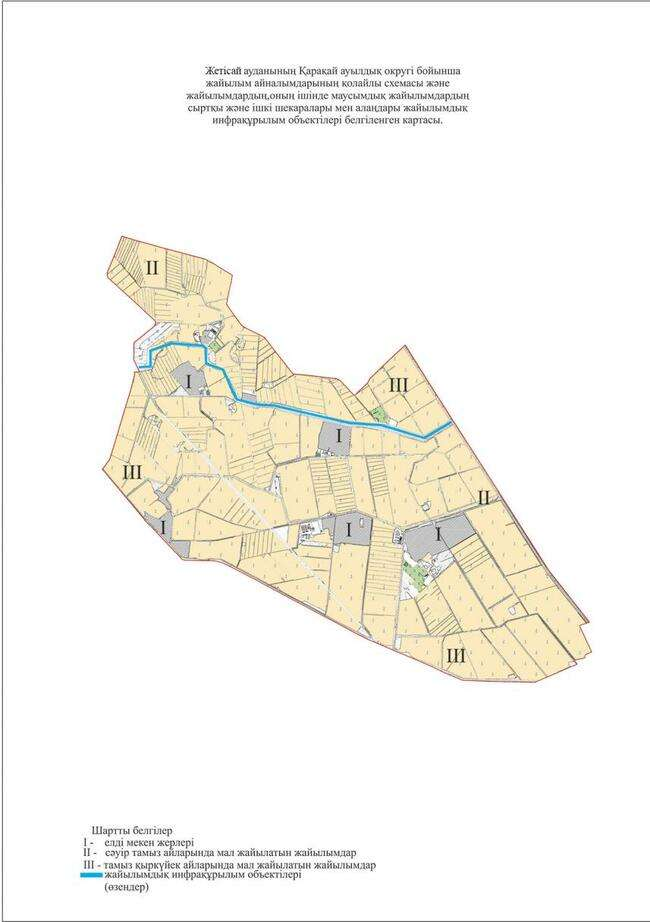 Жетісай ауданының Қарақай ауылдық округі бойынша
жайылым айналымдарының қолайлы схемасы және
жайылымдардың,оның ішінде маусымдық жайылымдардың
сыртқы және ішкі шекаралары мен алаңдары жайылымдық
инфрақұрылым объектілері белгіленген картасы.
II
III
I
I
III
II
I
I
I
III
Шартты белгілер
I - елді мекен жерлері
II - сәуір тамыз айларында мал жайылатын жайылымдар
III - тамыз қыркүйек айларында мал жайылатын жайылымдар
жайылымдық инфрақұрылым объектілері
(өзендер)